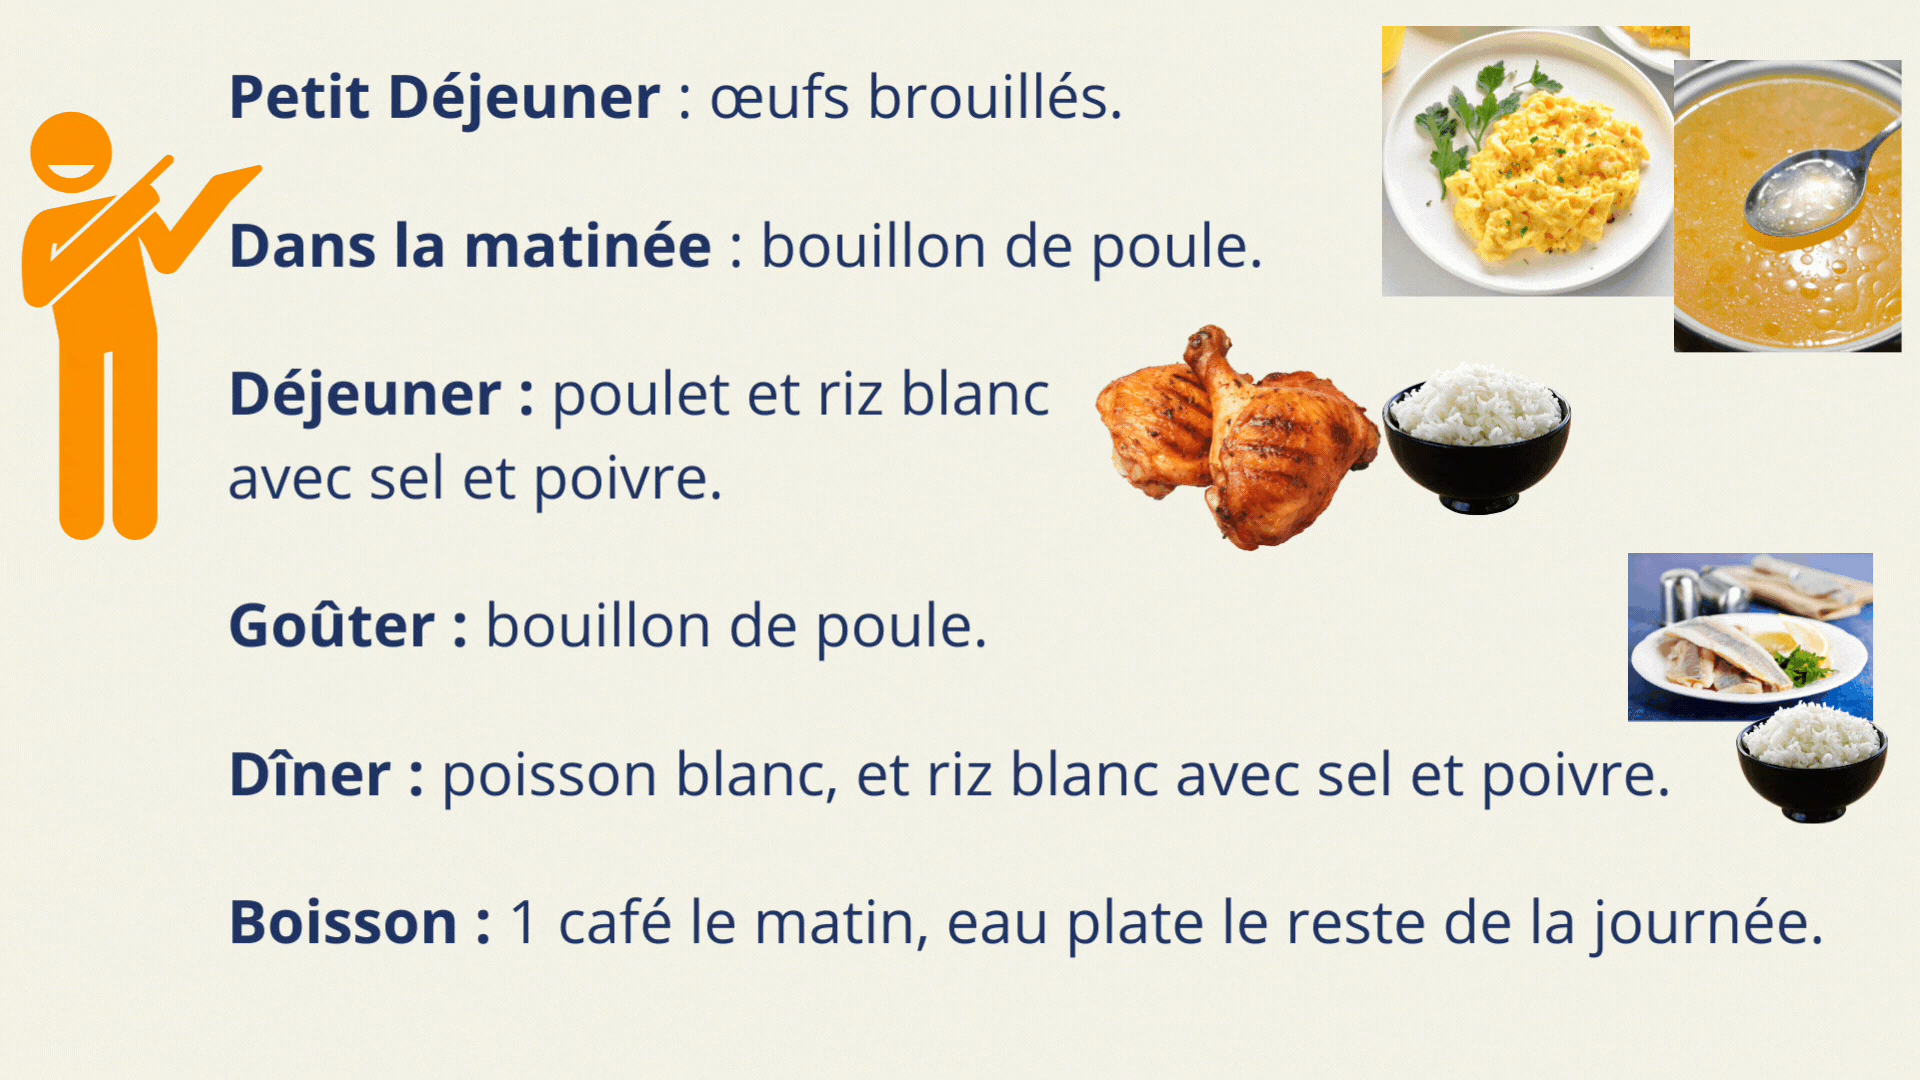 Petit Déjeuner : œufs brouillés.
Dans la matinée : bouillon de poule.
Déjeuner : poulet et riz blanc
avec sel et poivre.
Goûter : bouillon de poule.
Dîner : poisson blanc, et riz blanc avec sel et poivre.
Boisson : 1 café le matin, eau plate le reste de la journée.